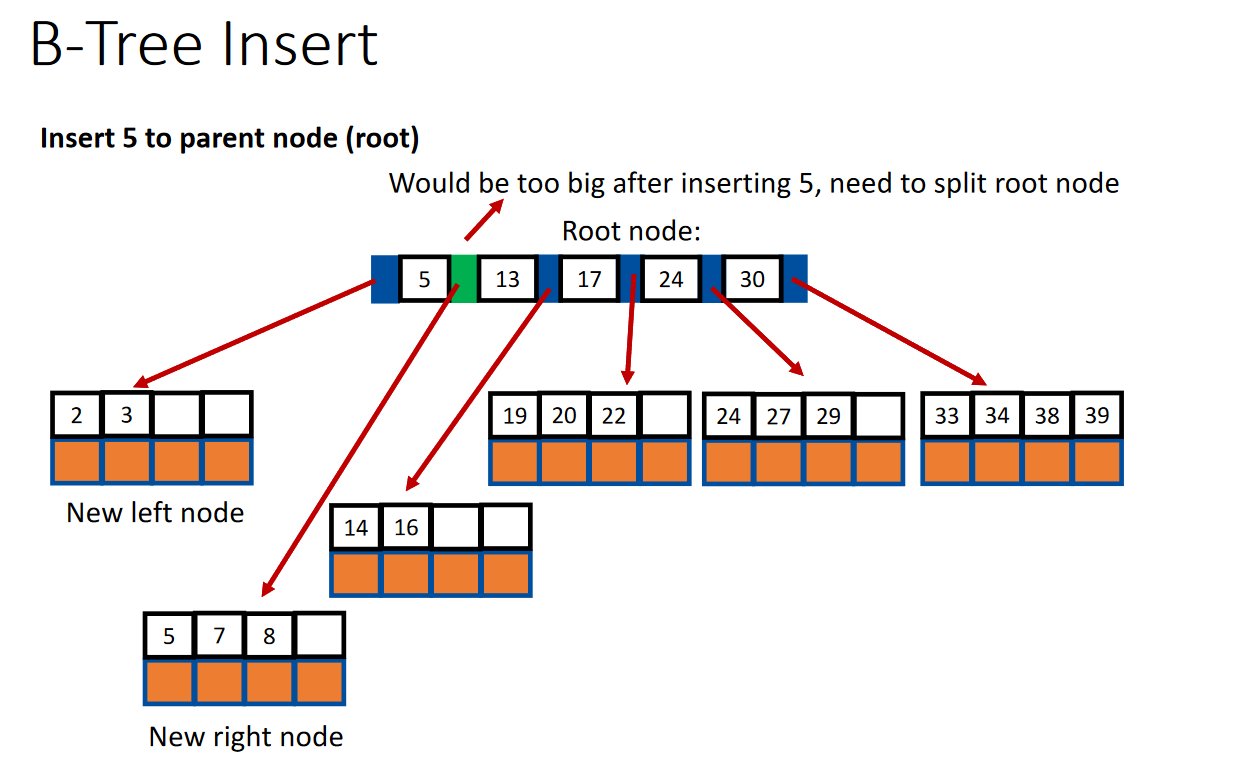 B-Tree Insert
Insert 5 to parent node (root)
Would be too big after inserting 5, need to split root node
Root node:
5 13 17 24 30
2 3
19 20 22
24 27 29
33 34 38 39
New left node
14 16
5 7 8
New right node